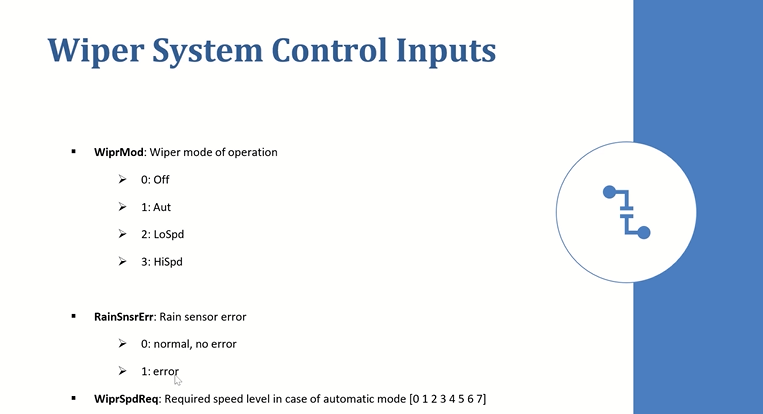 Wiper System Control Inputs
▪ WiprMod: Wiper mode of operation
➢ 0: Off
➢ 1: Aut
➢ 2: LoSpd
➢ 3: HiSpd
▪ RainSnsrErr: Rain sensor error
➢ 0: normal, no error
➢ 1: error
▪ WiprSpdReq: Required speed level in case of automatic mode [0 1 2 3 4 5 6 7]